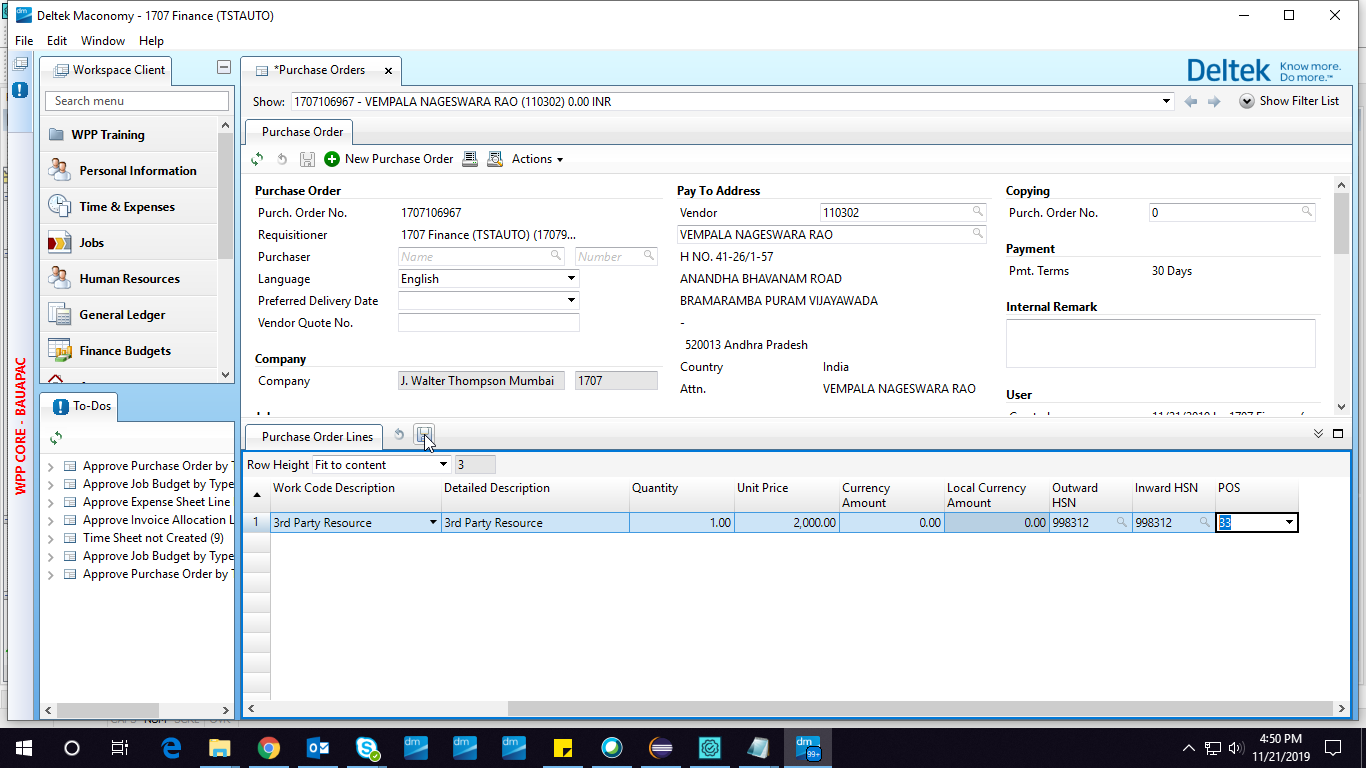 Deltek Maconomy - 1707 Finance (TSTAUTO)
File Edit Window Help
WPP CORE - BAUAPAC
Workspace Client
Search menu
WPP Training
Personal Information
Time & Expenses
Jobs
Human Resources
General Ledger
Finance Budgets
To-Dos
Approve Purchase Order by T
Approve Job Budget by Type
Approve Expense Sheet Line
Approve Invoice Allocation L
Time Sheet not Created (9)
Approve Job Budget by Type
Approve Purchase Order by T
*Purchase Orders
Deltek Know more. Do more.™
Show: 1707106967 - VEMPALA NAGESWARA RAO (110302) 0.00 INR
Show Filter List
Purchase Order
New Purchase Order Actions
Purchase Order
Purch. Order No. 1707106967
Requisitioner 1707 Finance (TSTAUTO) (17079...
Purchaser Name Number
Language English
Preferred Delivery Date
Vendor Quote No.
Company
Company J. Walter Thompson Mumbai 1707
Pay To Address
Vendor 110302
VEMPALA NAGESWARA RAO
H NO. 41-26/1-57
ANANDHA BHAVANAM ROAD
BRAMARAMBA PURAM VIJAYAWADA
-
520013 Andhra Pradesh
Country India
Attn. VEMPALA NAGESWARA RAO
Copying
Purch. Order No. 0
Payment
Pmt. Terms 30 Days
Internal Remark
User
Purchase Order Lines
Row Height Fit to content 3
Work Code Description Detailed Description Quantity Unit Price Currency Amount Local Currency Amount Outward HSN Inward HSN POS
1 3rd Party Resource 3rd Party Resource 1.00 2,000.00 0.00 0.00 998312 998312 33
99+
4:50 PM
11/21/2019